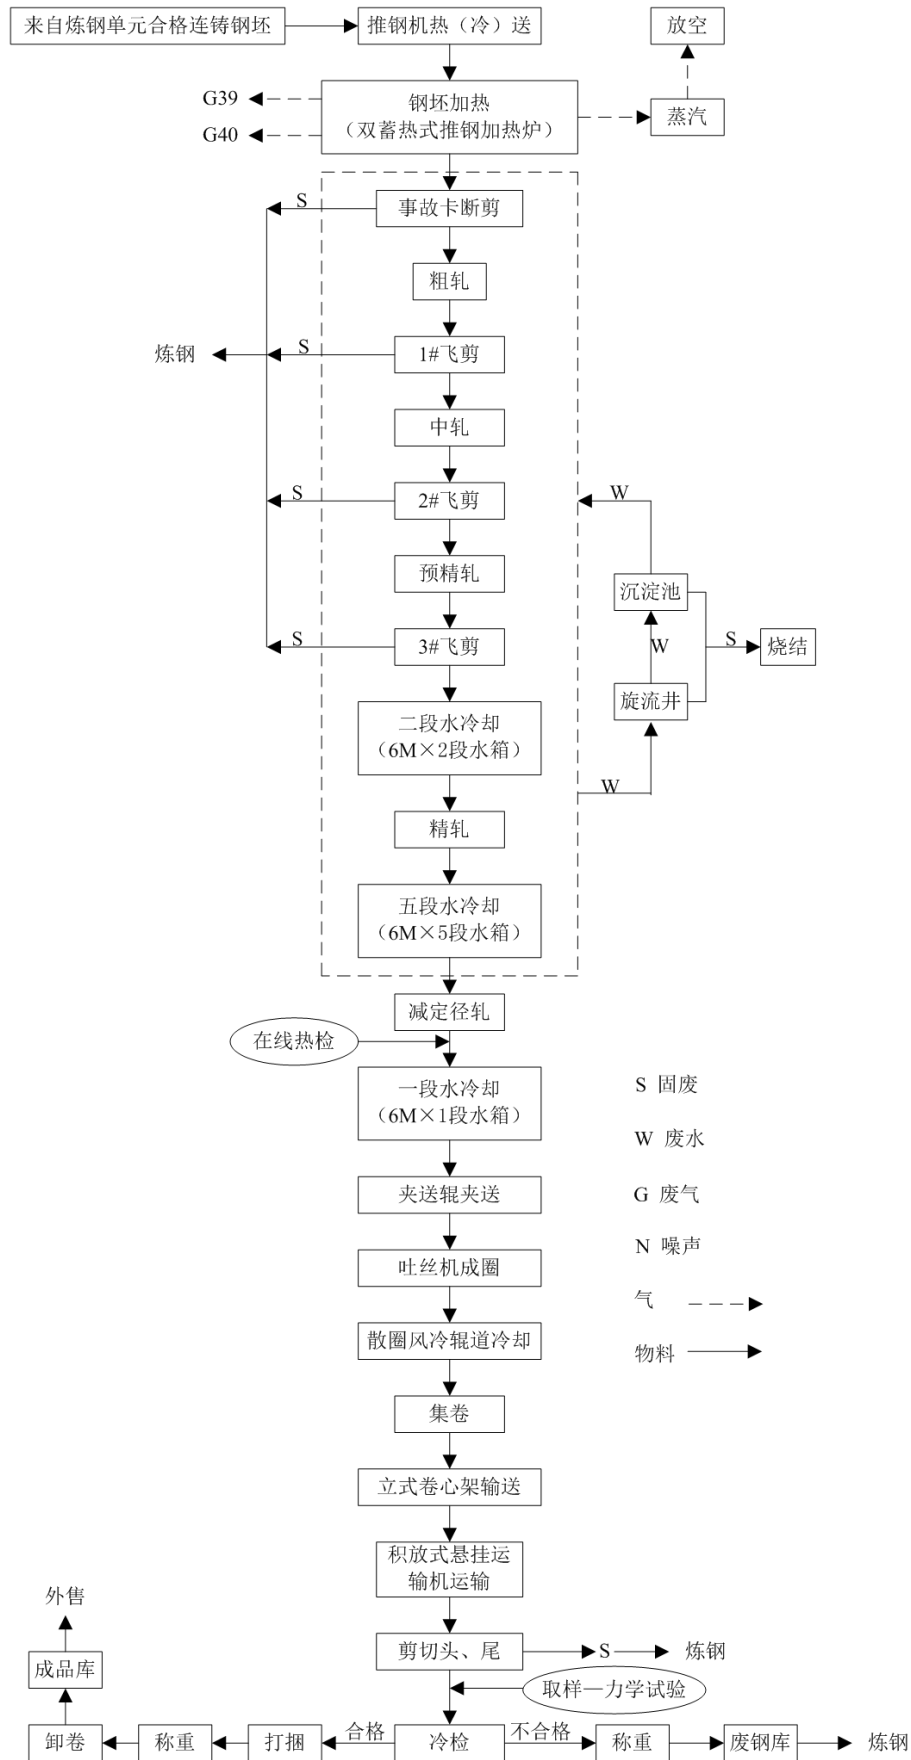 来自炼钢单元合格连铸钢坯
推钢机热（冷）送
放空
G39
G40
钢坯加热
（双蓄热式推钢加热炉）
蒸汽
S
事故卡断剪
粗轧
炼钢
S
1#飞剪
中轧
S
2#飞剪
W
预精轧
沉淀池
S
3#飞剪
W
S
烧结
旋流井
二段水冷却
（6M×2段水箱）
W
精轧
五段水冷却
（6M×5段水箱）
减定径轧
在线热检
一段水冷却
（6M×1段水箱）
S 固废
W 废水
夹送辊夹送
G 废气
吐丝机成圈
N 噪声
气
散圈风冷辊道冷却
物料
集卷
立式卷心架输送
积放式悬挂运
输机运输
外售
剪切头、尾
S
炼钢
成品库
取样—力学试验
卸卷
称重
打捆
合格
冷检
不合格
称重
废钢库
炼钢